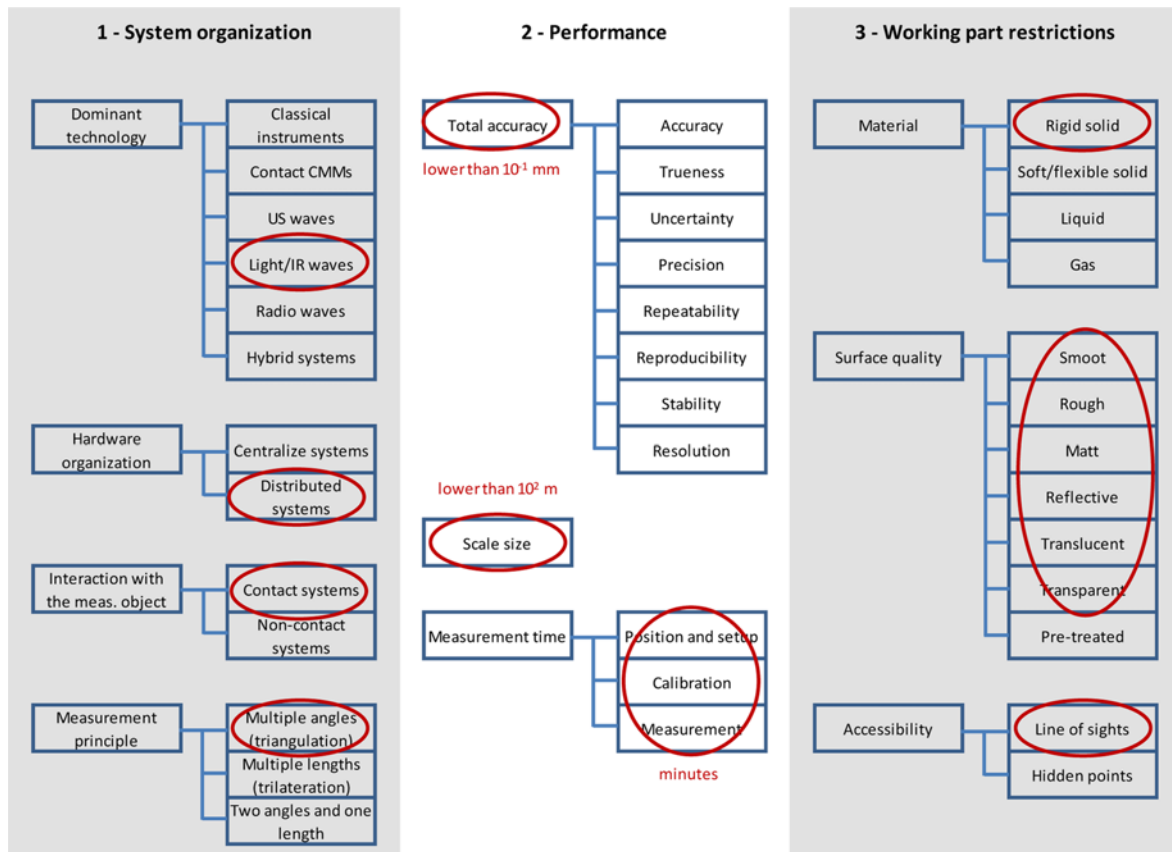 1 - System organization
Dominant
technology
Classical
instruments
Contact CMMs
US waves
Light/IR waves
Radio waves
Hybrid systems
Hardware
organization
Centralize systems
Distributed
systems
Interaction with
the meas. object
Contact systems
Non-contact
systems
Measurement
principle
Multiple angles
(triangulation)
Multiple lengths
(trilateration)
Two angles and one
length
2 - Performance
Total accuracy
lower than 10⁻¹ mm
Accuracy
Trueness
Uncertainty
Precision
Repeatability
Reproducibility
Stability
Resolution
lower than 10² m
Scale size
Measurement time
Position and setup
Calibration
Measurement
minutes
3 - Working part restrictions
Material
Rigid solid
Soft/flexible solid
Liquid
Gas
Surface quality
Smoot
Rough
Matt
Reflective
Translucent
Transparent
Pre-treated
Accessibility
Line of sights
Hidden points